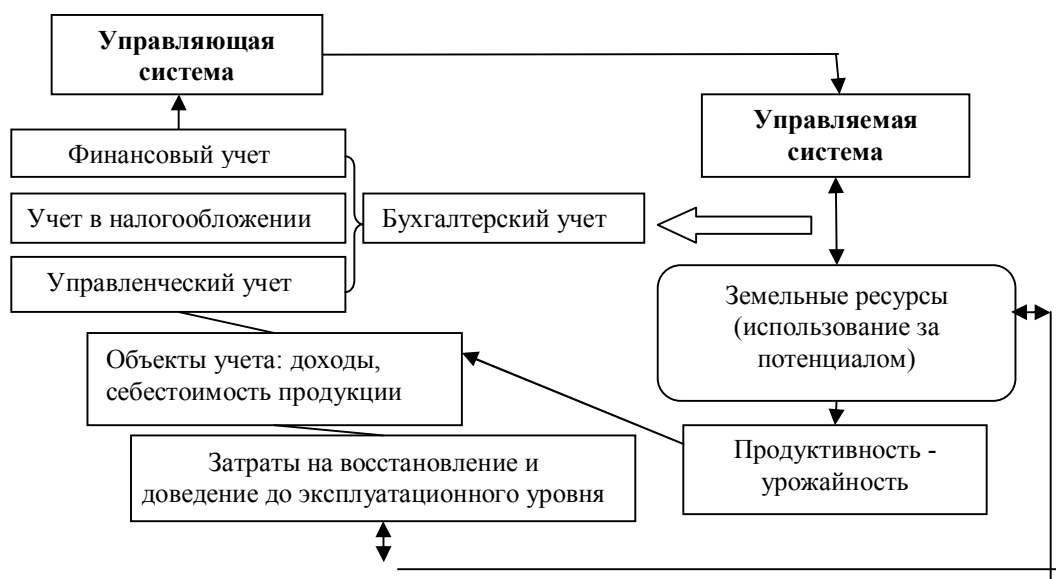 Управляющая
система
Управляемая
система
Финансовый учет
Учет в налогообложении
Бухгалтерский учет
Управленческий учет
Земельные ресурсы
(использование за
потенциалом)
Объекты учета: доходы,
себестоимость продукции
Затраты на восстановление и
доведение до эксплуатационного уровня
Продуктивность -
урожайность